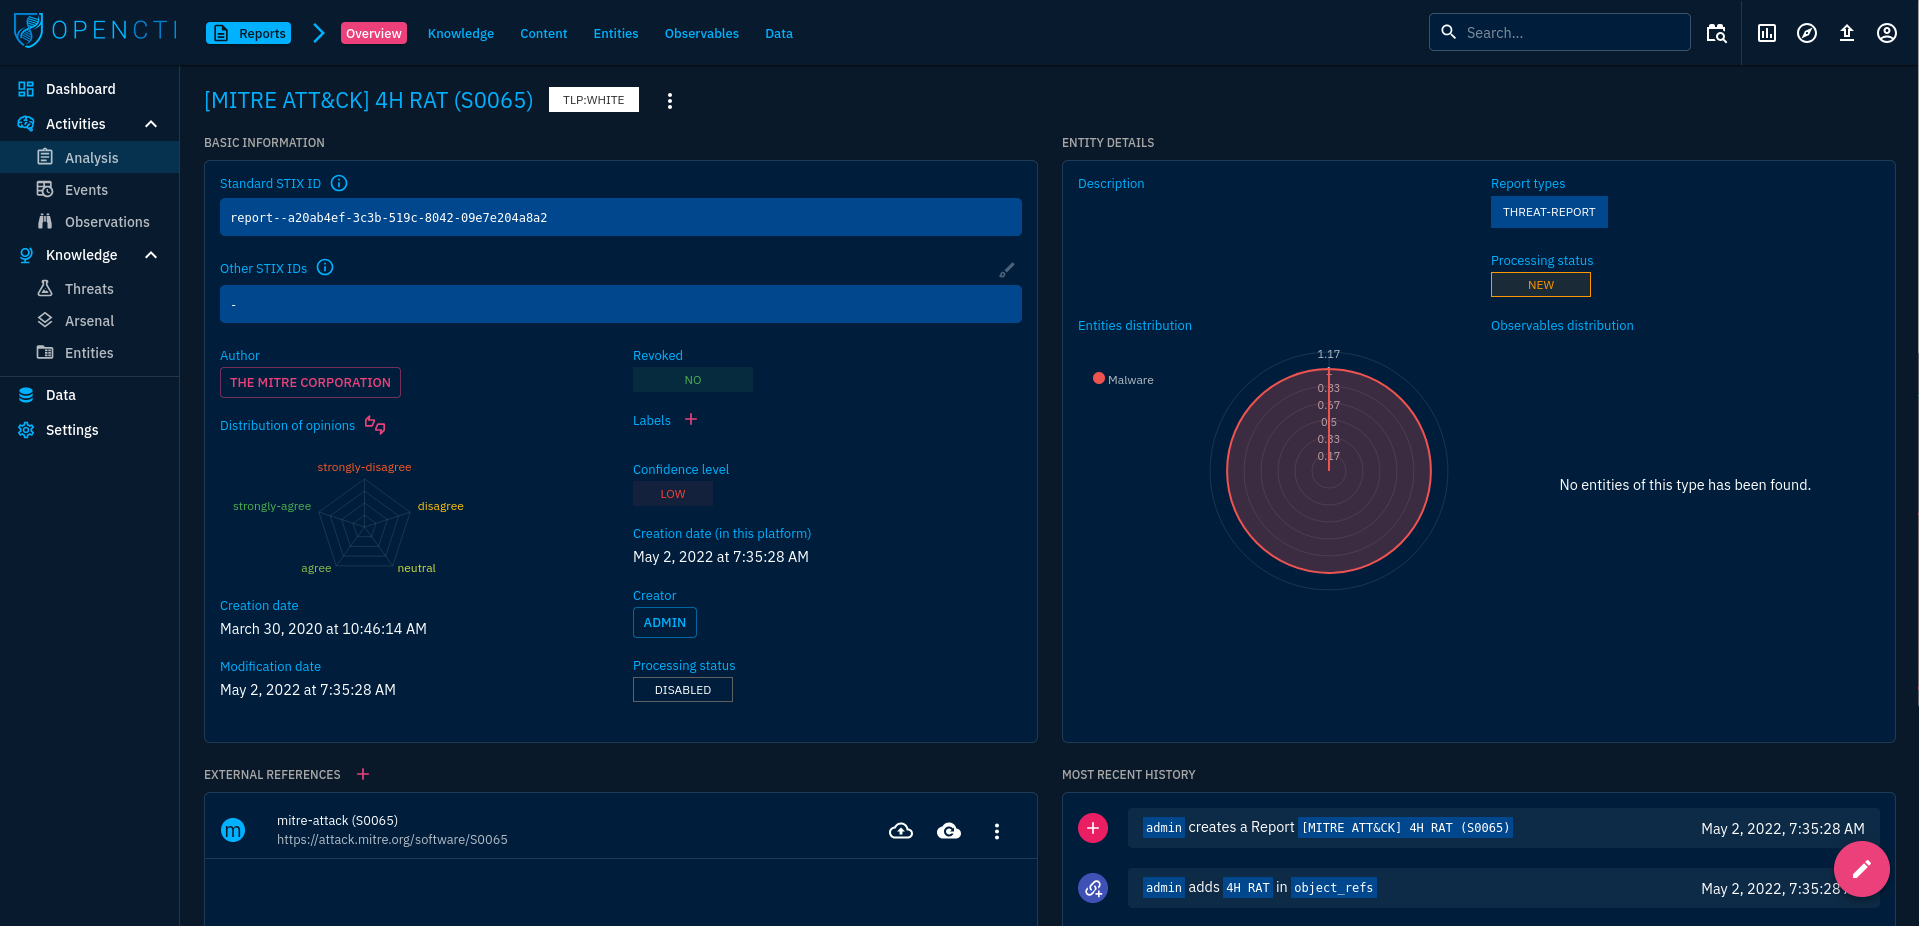 OPENCTI
Reports
Overview
Knowledge
Content
Entities
Observables
Data
Search...
Dashboard
Activities
Analysis
Events
Observations
Knowledge
Threats
Arsenal
Entities
Data
Settings
[MITRE ATT&CK] 4H RAT (S0065)
TLP:WHITE
BASIC INFORMATION
Standard STIX ID
report--a20ab4ef-3c3b-519c-8042-09e7e204a8a2
Other STIX IDs
-
Author
THE MITRE CORPORATION
Revoked
NO
Distribution of opinions
Labels
strongly-disagree
strongly-agree
disagree
agree
neutral
Confidence level
LOW
Creation date (in this platform)
May 2, 2022 at 7:35:28 AM
Creation date
March 30, 2020 at 10:46:14 AM
Creator
ADMIN
Modification date
May 2, 2022 at 7:35:28 AM
Processing status
DISABLED
ENTITY DETAILS
Description
Report types
THREAT-REPORT
Processing status
NEW
Entities distribution
Malware
1.17
1
0.83
0.67
0.5
0.33
0.17
Observables distribution
No entities of this type has been found.
EXTERNAL REFERENCES
m
mitre-attack (S0065)
https://attack.mitre.org/software/S0065
MOST RECENT HISTORY
admin creates a Report [MITRE ATT&CK] 4H RAT (S0065)
May 2, 2022, 7:35:28 AM
admin adds 4H RAT in object_refs
May 2, 2022, 7:35:28